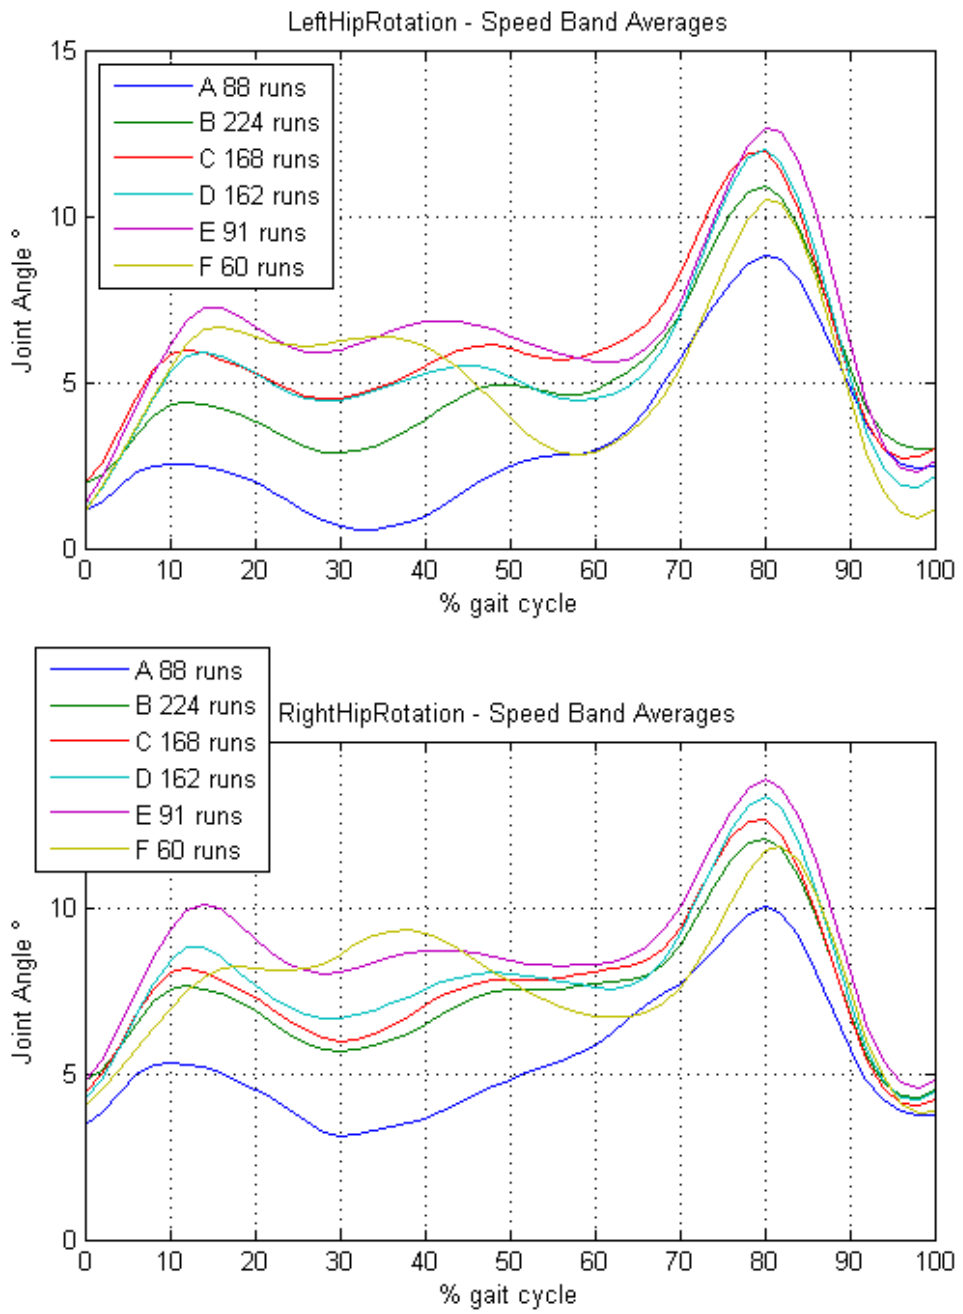 LeftHipRotation - Speed Band Averages
15
10
5
0
Joint Angle °
A 88 runs
B 224 runs
C 168 runs
D 162 runs
E 91 runs
F 60 runs
0 10 20 30 40 50 60 70 80 90 100
% gait cycle
A 88 runs
B 224 runs
C 168 runs
D 162 runs
E 91 runs
F 60 runs
RightHipRotation - Speed Band Averages
10
5
0
Joint Angle °
0 10 20 30 40 50 60 70 80 90 100
% gait cycle